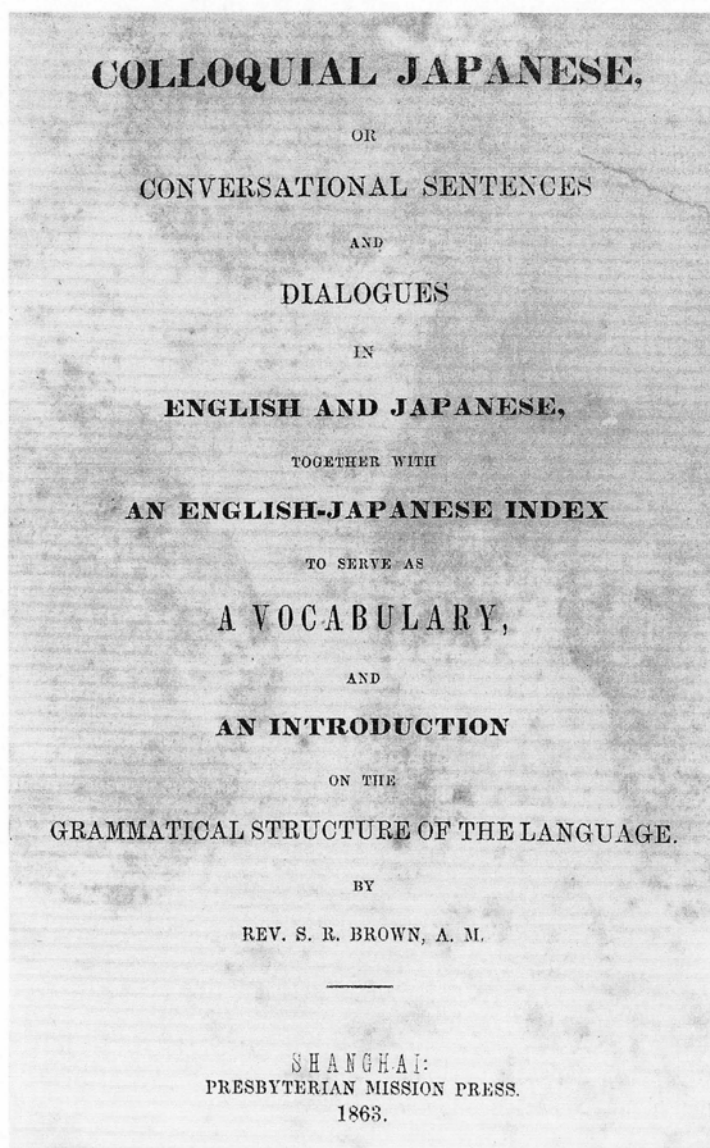 COLLOQUIAL JAPANESE,
OR
CONVERSATIONAL SENTENCES
AND
DIALOGUES
IN
ENGLISH AND JAPANESE,
TOGETHER WITH
AN ENGLISH-JAPANESE INDEX
TO SERVE AS
A VOCABULARY,
AND
AN INTRODUCTION
ON THE
GRAMMATICAL STRUCTURE OF THE LANGUAGE.
BY
REV. S. R. BROWN, A. M.
SHANGHAI:
PRESBYTERIAN MISSION PRESS.
1863.